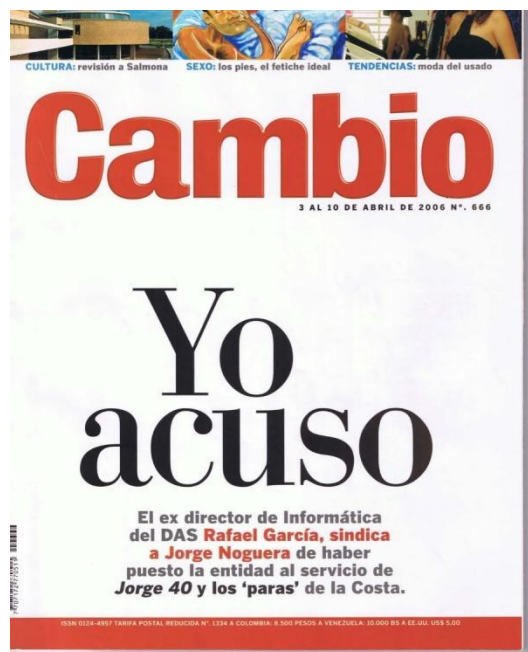 CULTURA: revisión a Salmona SEXO: los pies, el fetiche ideal TENDENCIAS: moda del usado
Cambio
3 AL 10 DE ABRIL DE 2006 Nº. 666
Yo
acuso
El ex director de Informática
del DAS Rafael García, sindica
a Jorge Noguera de haber
puesto la entidad al servicio de
Jorge 40 y los ‘paras’ de la Costa.
ISSN 0124-4957 TARIFA POSTAL REDUCIDA Nº. 1334 A COLOMBIA: 8.500 PESOS A VENEZUELA: 10.000 BS A EE.UU. US$ 5.00